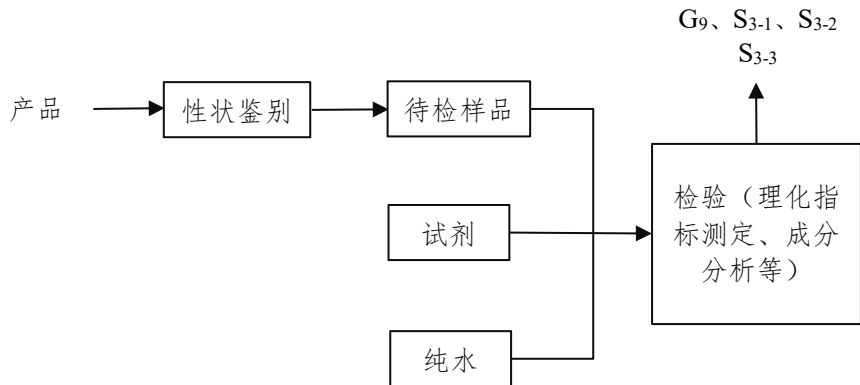 G₉、S₃₋₁、S₃₋₂
S₃₋₃
产品
性状鉴别
待检样品
试剂
纯水
检验（理化指
标测定、成分
分析等）